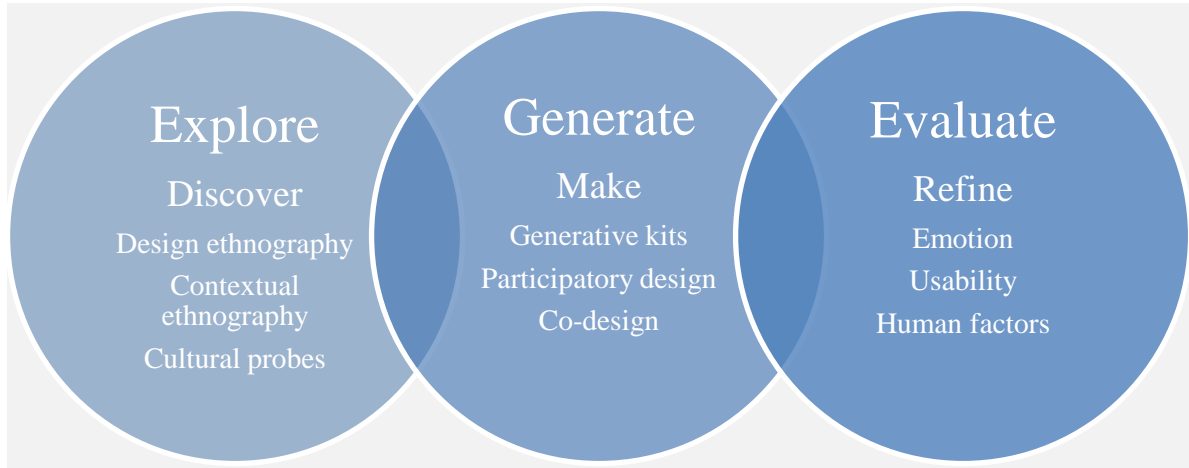 Explore
Discover
Design ethnography
Contextual
ethnography
Cultural probes
Generate
Make
Generative kits
Participatory design
Co-design
Evaluate
Refine
Emotion
Usability
Human factors